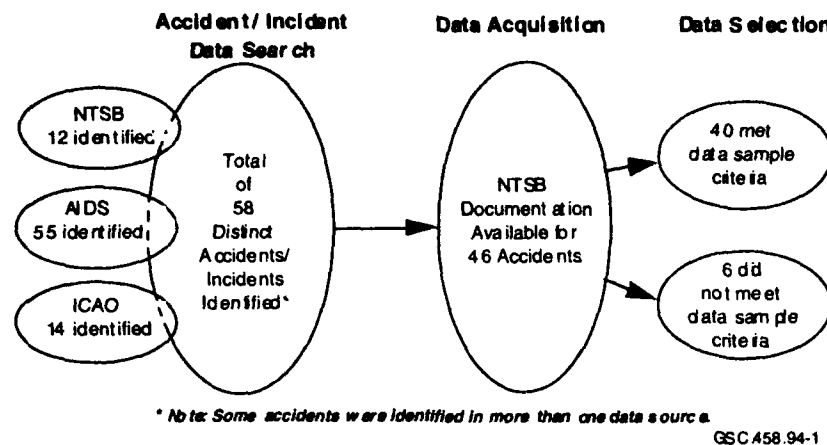 Accident/Incident
Data Search
Data Acquisition
Data Selection
NTSB
12 identified
AIDS
55 identified
ICAO
14 identified
Total
of
58
Distinct
Accidents/
Incidents
Identified*
NTSB
Documentation
Available for
46 Accidents
40 met
data sample
criteria
6 did
not meet
data sample
criteria
* Note: Some accidents were identified in more than one data source.
GSC.458.94-1